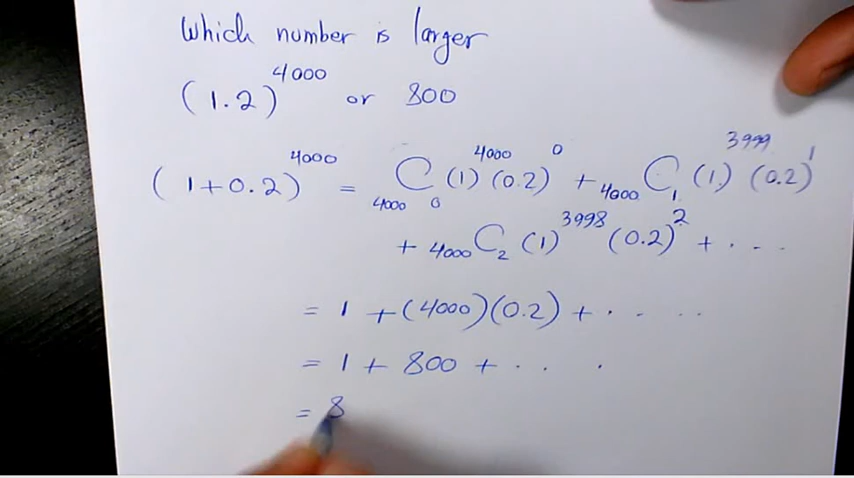 Which number is larger
(1.2)^4000 or 800
(1+0.2)^4000 = 4000C0 (1)^4000 (0.2)^0 + 4000C1 (1)^3999 (0.2)^1
+ 4000C2 (1)^3998 (0.2)^2 + . . . .
= 1 + (4000)(0.2) + . . . .
= 1 + 800 + . . .
= 8